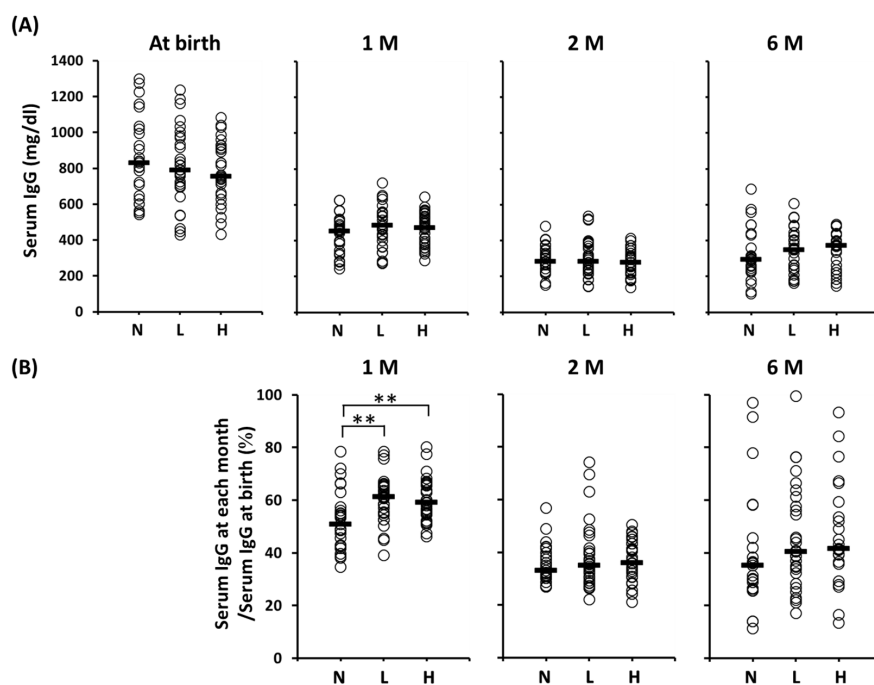 (A)
At birth
1 M
2 M
6 M
Serum IgG (mg/dl)
1400
1200
1000
800
600
400
200
0
N L H
N L H
N L H
N L H
(B)
1 M
2 M
6 M
Serum IgG at each month
/Serum IgG at birth (%)
100
80
60
40
20
0
**
**
N L H
N L H
N L H